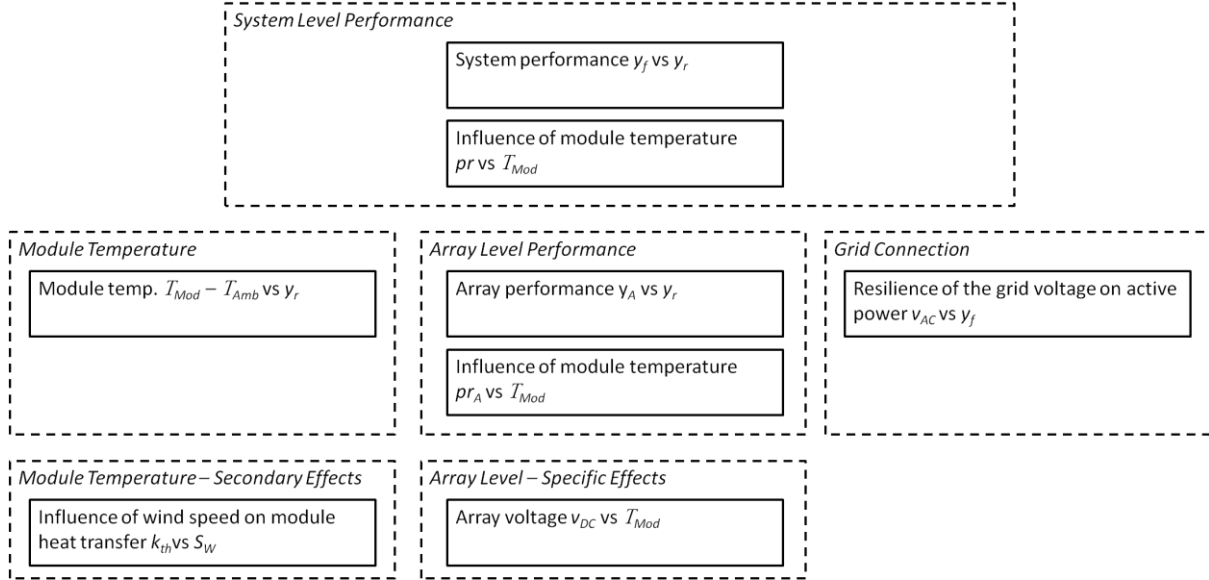 System Level Performance
System performance y_f vs y_r
Influence of module temperature
pr vs T_Mod
Module Temperature
Module temp. T_Mod – T_Amb vs y_r
Array Level Performance
Array performance y_A vs y_r
Influence of module temperature
pr_A vs T_Mod
Grid Connection
Resilience of the grid voltage on active
power v_AC vs y_f
Module Temperature – Secondary Effects
Influence of wind speed on module
heat transfer k_th vs S_W
Array Level – Specific Effects
Array voltage v_DC vs T_Mod